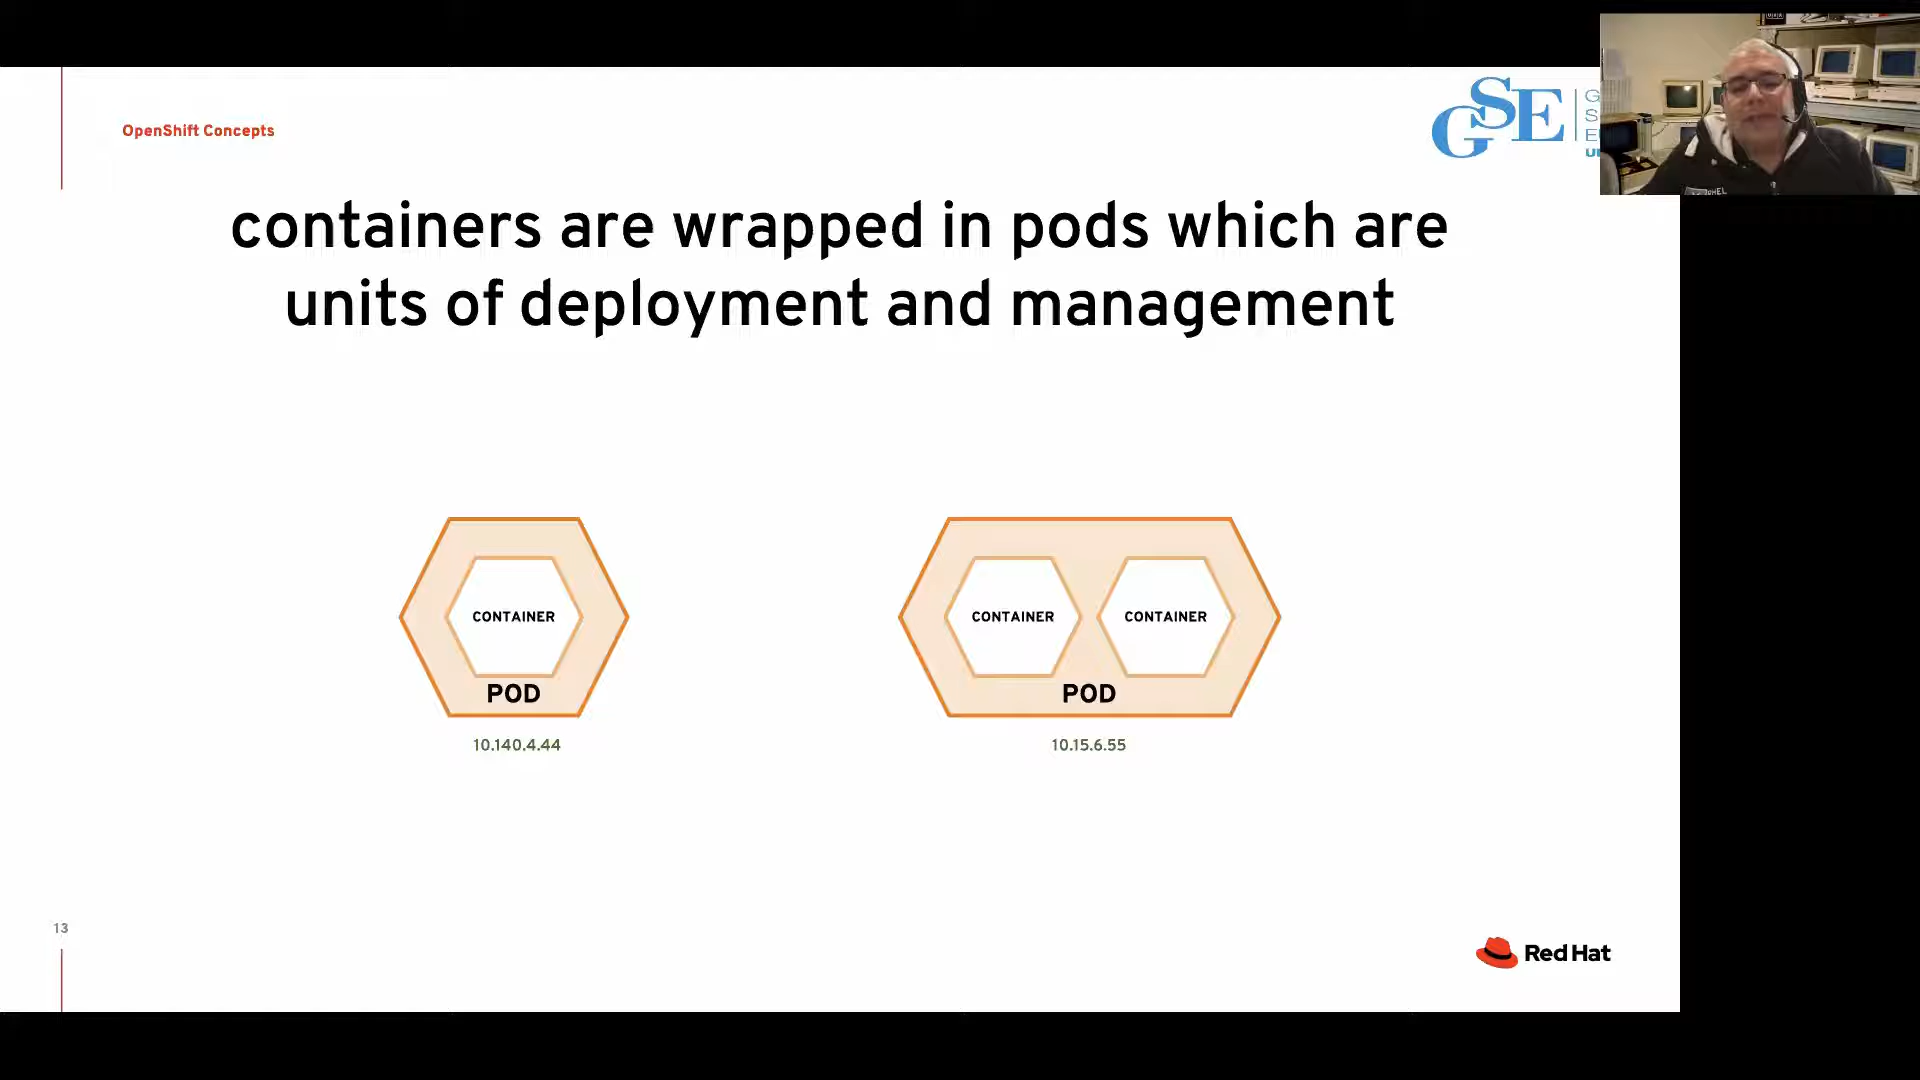 OpenShift Concepts
GSE
G
S
E
containers are wrapped in pods which are
units of deployment and management
CONTAINER
POD
10.140.4.44
CONTAINER CONTAINER
POD
10.15.6.55
13
Red Hat